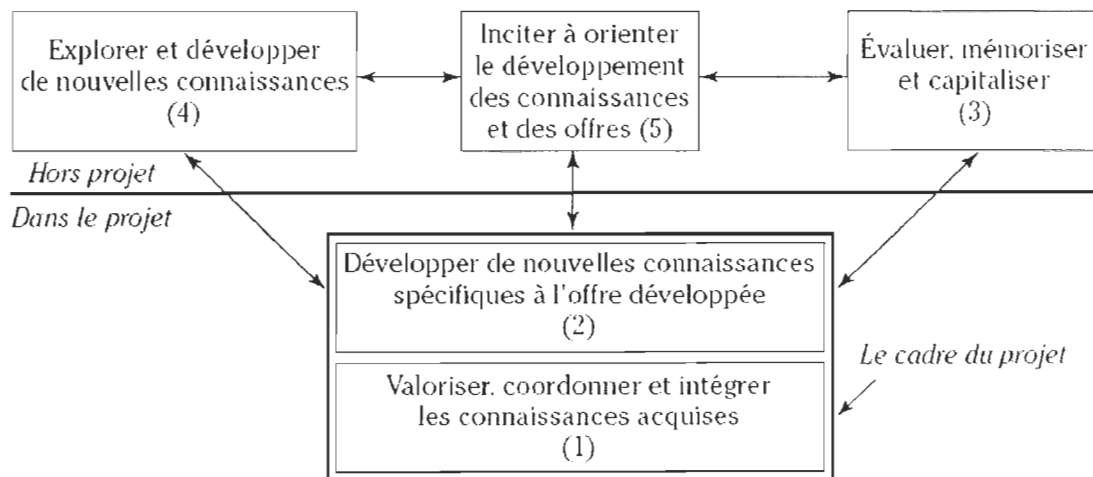 Explorer et développer
de nouvelles connaissances
(4)
Inciter à orienter
le développement
des connaissances
et des offres (5)
Évaluer, mémoriser
et capitaliser
(3)
Hors projet
Dans le projet
Développer de nouvelles connaissances
spécifiques à l'offre développée
(2)
Le cadre du projet
Valoriser, coordonner et intégrer
les connaissances acquises
(1)